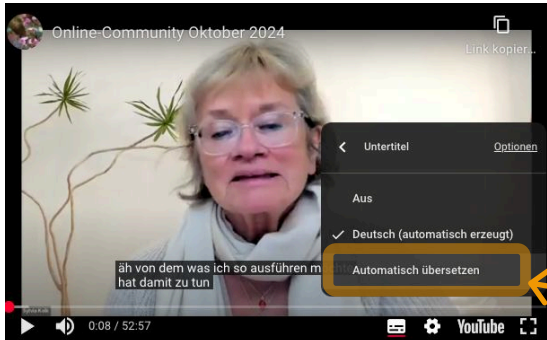 Online-Community Oktober 2024
Link kopier...
Untertitel
Optionen
Aus
Deutsch (automatisch erzeugt)
Automatisch übersetzen
äh von dem was ich so ausführen
hat damit zu tun
0:08 / 52:57
YouTube